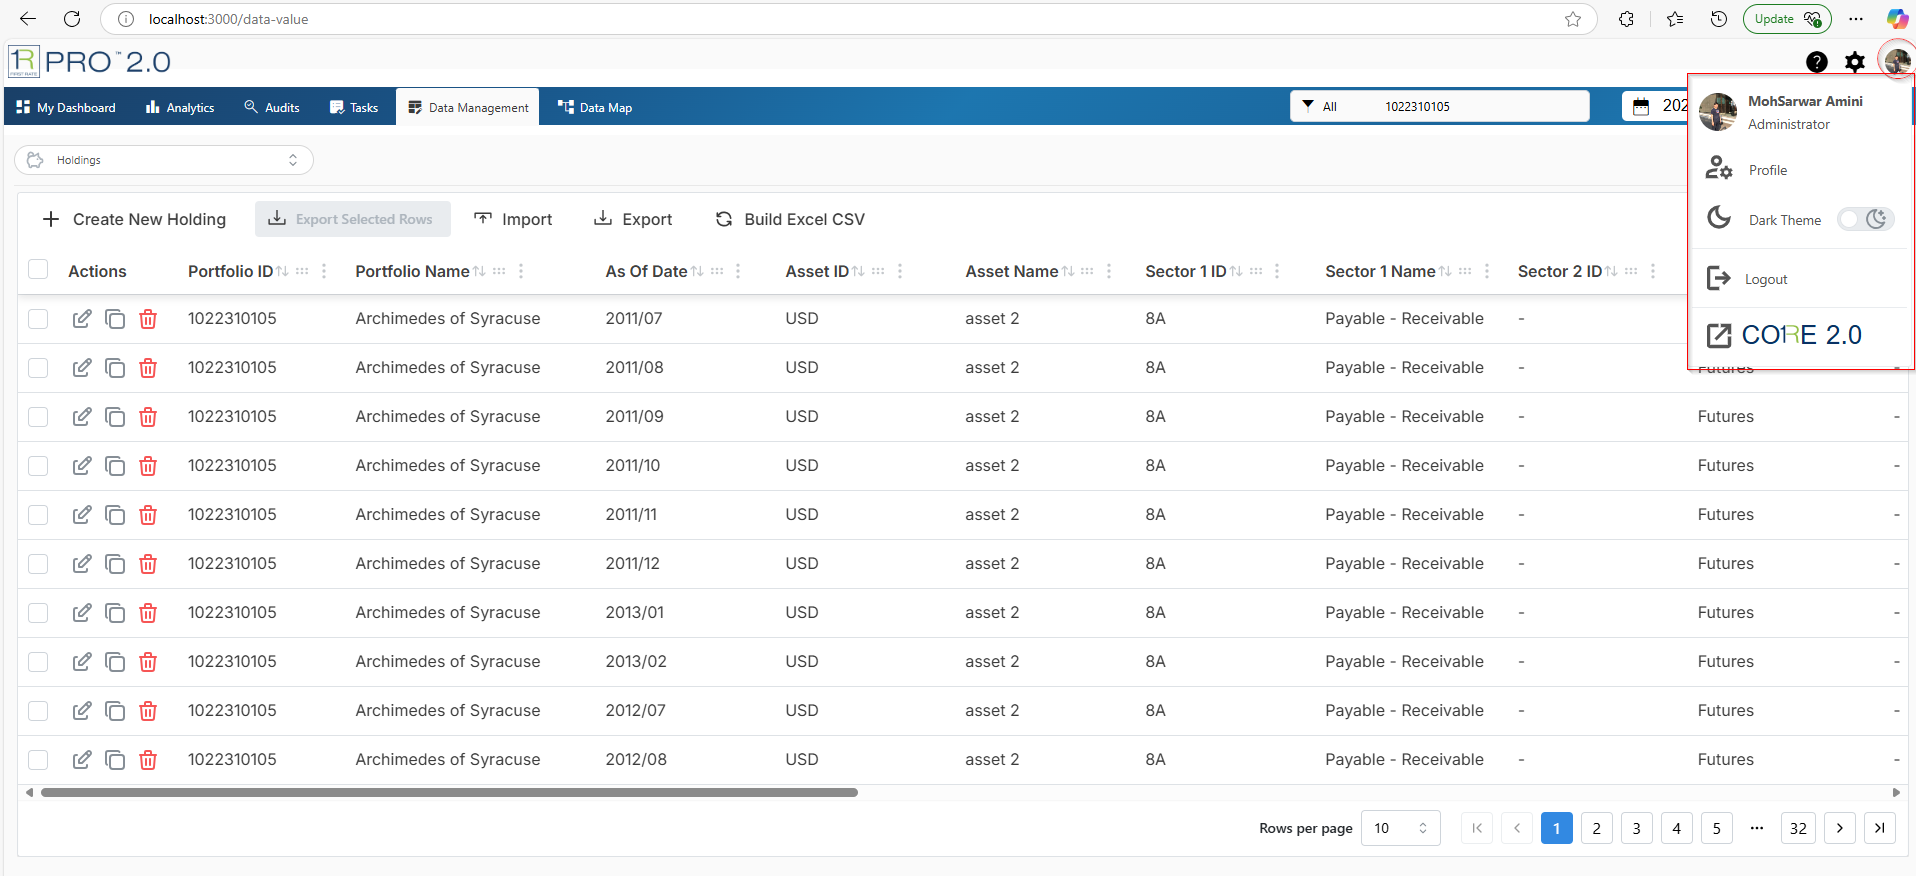 localhost:3000/data-value
Update
1R PRO™ 2.0
FIRST RATE
My Dashboard Analytics Audits Tasks Data Management Data Map All 1022310105 202
MohSarwar Amini
Administrator
Profile
Dark Theme
Logout
CO1RE 2.0
Holdings
Create New Holding Export Selected Rows Import Export Build Excel CSV
Actions Portfolio ID Portfolio Name As Of Date Asset ID Asset Name Sector 1 ID Sector 1 Name Sector 2 ID
1022310105 Archimedes of Syracuse 2011/07 USD asset 2 8A Payable - Receivable -
1022310105 Archimedes of Syracuse 2011/08 USD asset 2 8A Payable - Receivable - Futures -
1022310105 Archimedes of Syracuse 2011/09 USD asset 2 8A Payable - Receivable - Futures -
1022310105 Archimedes of Syracuse 2011/10 USD asset 2 8A Payable - Receivable - Futures -
1022310105 Archimedes of Syracuse 2011/11 USD asset 2 8A Payable - Receivable - Futures -
1022310105 Archimedes of Syracuse 2011/12 USD asset 2 8A Payable - Receivable - Futures -
1022310105 Archimedes of Syracuse 2013/01 USD asset 2 8A Payable - Receivable - Futures -
1022310105 Archimedes of Syracuse 2013/02 USD asset 2 8A Payable - Receivable - Futures -
1022310105 Archimedes of Syracuse 2012/07 USD asset 2 8A Payable - Receivable - Futures -
1022310105 Archimedes of Syracuse 2012/08 USD asset 2 8A Payable - Receivable - Futures -
Rows per page 10 1 2 3 4 5 ••• 32